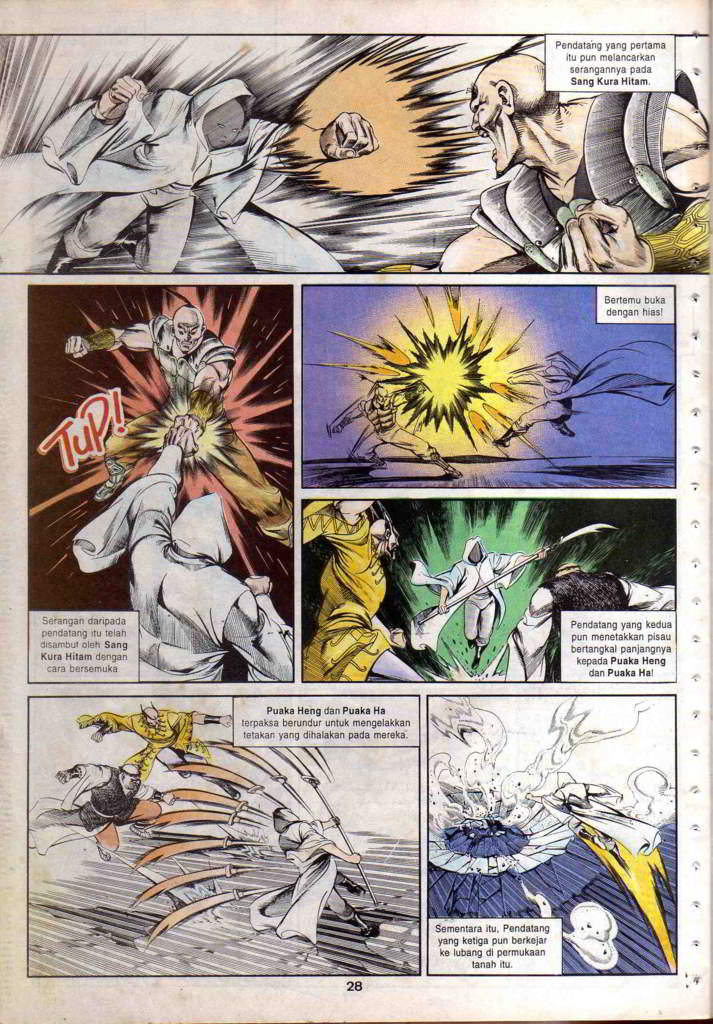 Pendatang yang pertama
itu pun melancarkan
serangannya pada
Sang Kura Hitam.
TUP!
Serangan daripada
pendatang itu telah
disambut oleh Sang
Kura Hitam dengan
cara bersemuka
Bertemu buka
dengan hias!
Pendatang yang kedua
pun menetakkan pisau
bertangkai panjangnya
kepada Puaka Heng
dan Puaka Ha!
Puaka Heng dan Puaka Ha
terpaksa berundur untuk mengelakkan
tetakan yang dihalakan pada mereka.
Sementara itu, Pendatang
yang ketiga pun berkejar
ke lubang di permukaan
tanah itu.
28